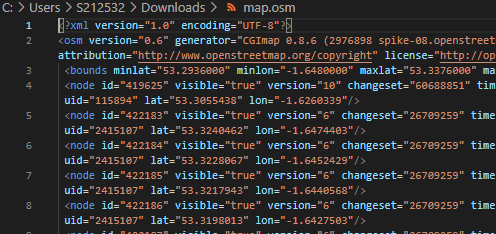 C: > Users > S212532 > Downloads > map.osm
1 <?xml version="1.0" encoding="UTF-8"?>
2 <osm version="0.6" generator="CGImap 0.8.6 (2976898 spike-08.openstreet
attribution="http://www.openstreetmap.org/copyright" license="http://op
3 <bounds minlat="53.2936000" minlon="-1.6480000" maxlat="53.3376000" ma
4 <node id="419625" visible="true" version="10" changeset="60688851" tim
uid="115894" lat="53.3055438" lon="-1.6260339"/>
5 <node id="422183" visible="true" version="6" changeset="26709259" time
uid="2415107" lat="53.3240462" lon="-1.6474403"/>
6 <node id="422184" visible="true" version="6" changeset="26709259" time
uid="2415107" lat="53.3228067" lon="-1.6452429"/>
7 <node id="422185" visible="true" version="6" changeset="26709259" time
uid="2415107" lat="53.3217943" lon="-1.6440568"/>
8 <node id="422186" visible="true" version="6" changeset="26709259" time
uid="2415107" lat="53.3198013" lon="-1.6427503"/>